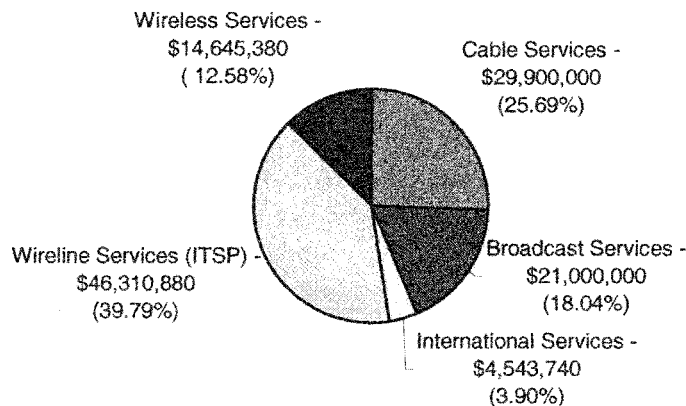 Wireless Services -
$14,645,380
( 12.58%)
Cable Services -
$29,900,000
(25.69%)
Wireline Services (ITSP) -
$46,310,880
(39.79%)
Broadcast Services -
$21,000,000
(18.04%)
International Services -
$4,543,740
(3.90%)